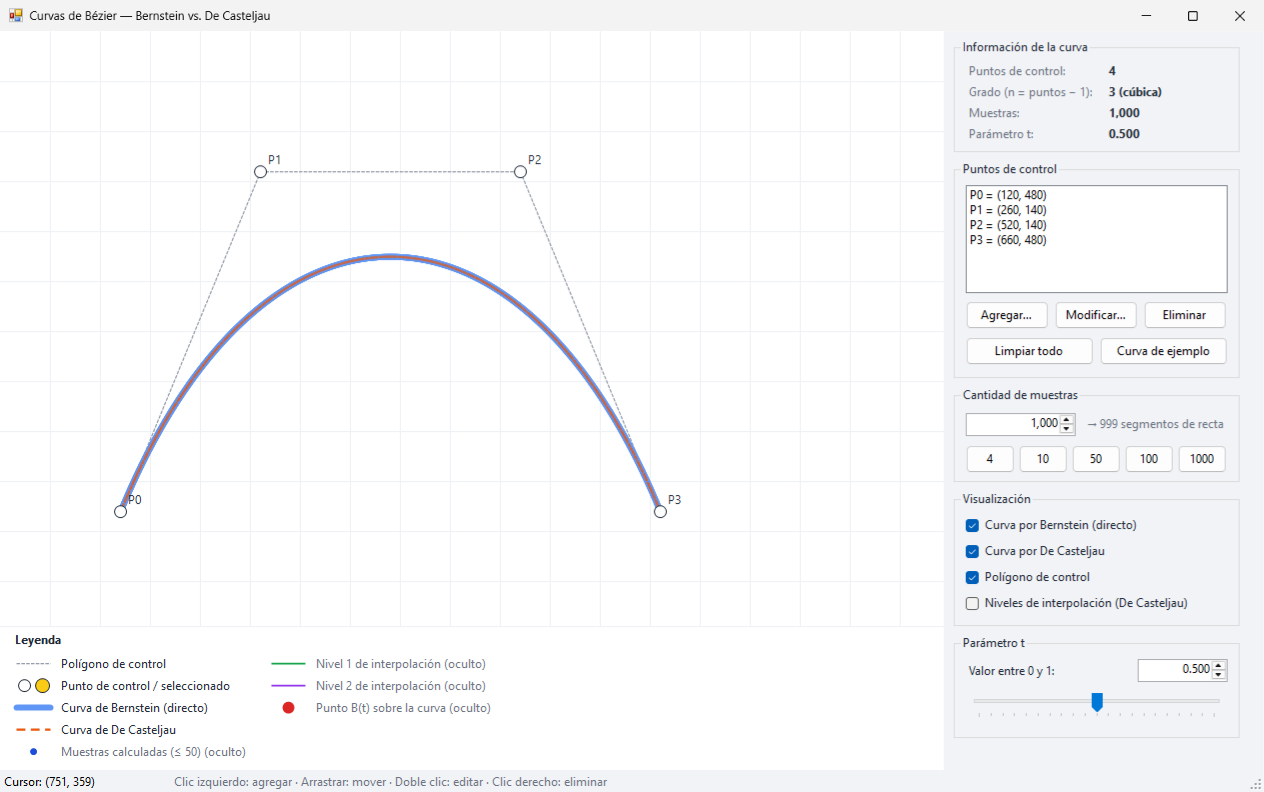 Curvas de Bézier — Bernstein vs. De Casteljau
P1
P2
P0
P3
Leyenda
Polígono de control
Punto de control / seleccionado
Curva de Bernstein (directo)
Curva de De Casteljau
Muestras calculadas (≤ 50) (oculto)
Nivel 1 de interpolación (oculto)
Nivel 2 de interpolación (oculto)
Punto B(t) sobre la curva (oculto)
Información de la curva
Puntos de control: 4
Grado (n = puntos − 1): 3 (cúbica)
Muestras: 1,000
Parámetro t: 0.500
Puntos de control
P0 = (120, 480)
P1 = (260, 140)
P2 = (520, 140)
P3 = (660, 480)
Agregar... Modificar... Eliminar
Limpiar todo Curva de ejemplo
Cantidad de muestras
1,000 → 999 segmentos de recta
4 10 50 100 1000
Visualización
Curva por Bernstein (directo)
Curva por De Casteljau
Polígono de control
Niveles de interpolación (De Casteljau)
Parámetro t
Valor entre 0 y 1: 0.500
Cursor: (751, 359) Clic izquierdo: agregar · Arrastrar: mover · Doble clic: editar · Clic derecho: eliminar